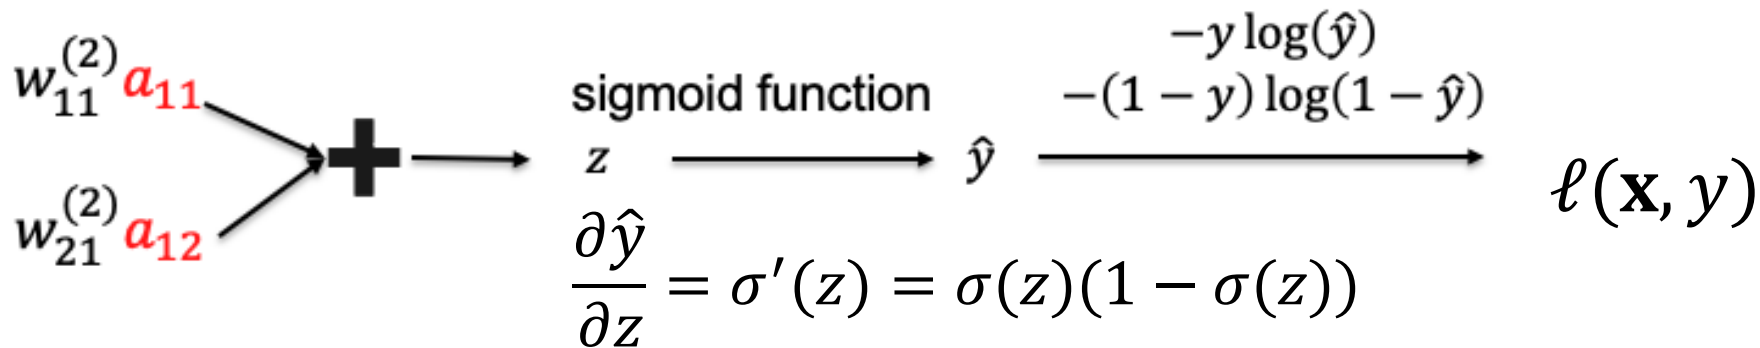 w₁₁⁽²⁾a₁₁
w₂₁⁽²⁾a₁₂
+
sigmoid function
z
ŷ
−y log(ŷ)
−(1 − y) log(1 − ŷ)
ℓ(𝐱, y)
∂ŷ/∂z = σ′(z) = σ(z)(1 − σ(z))